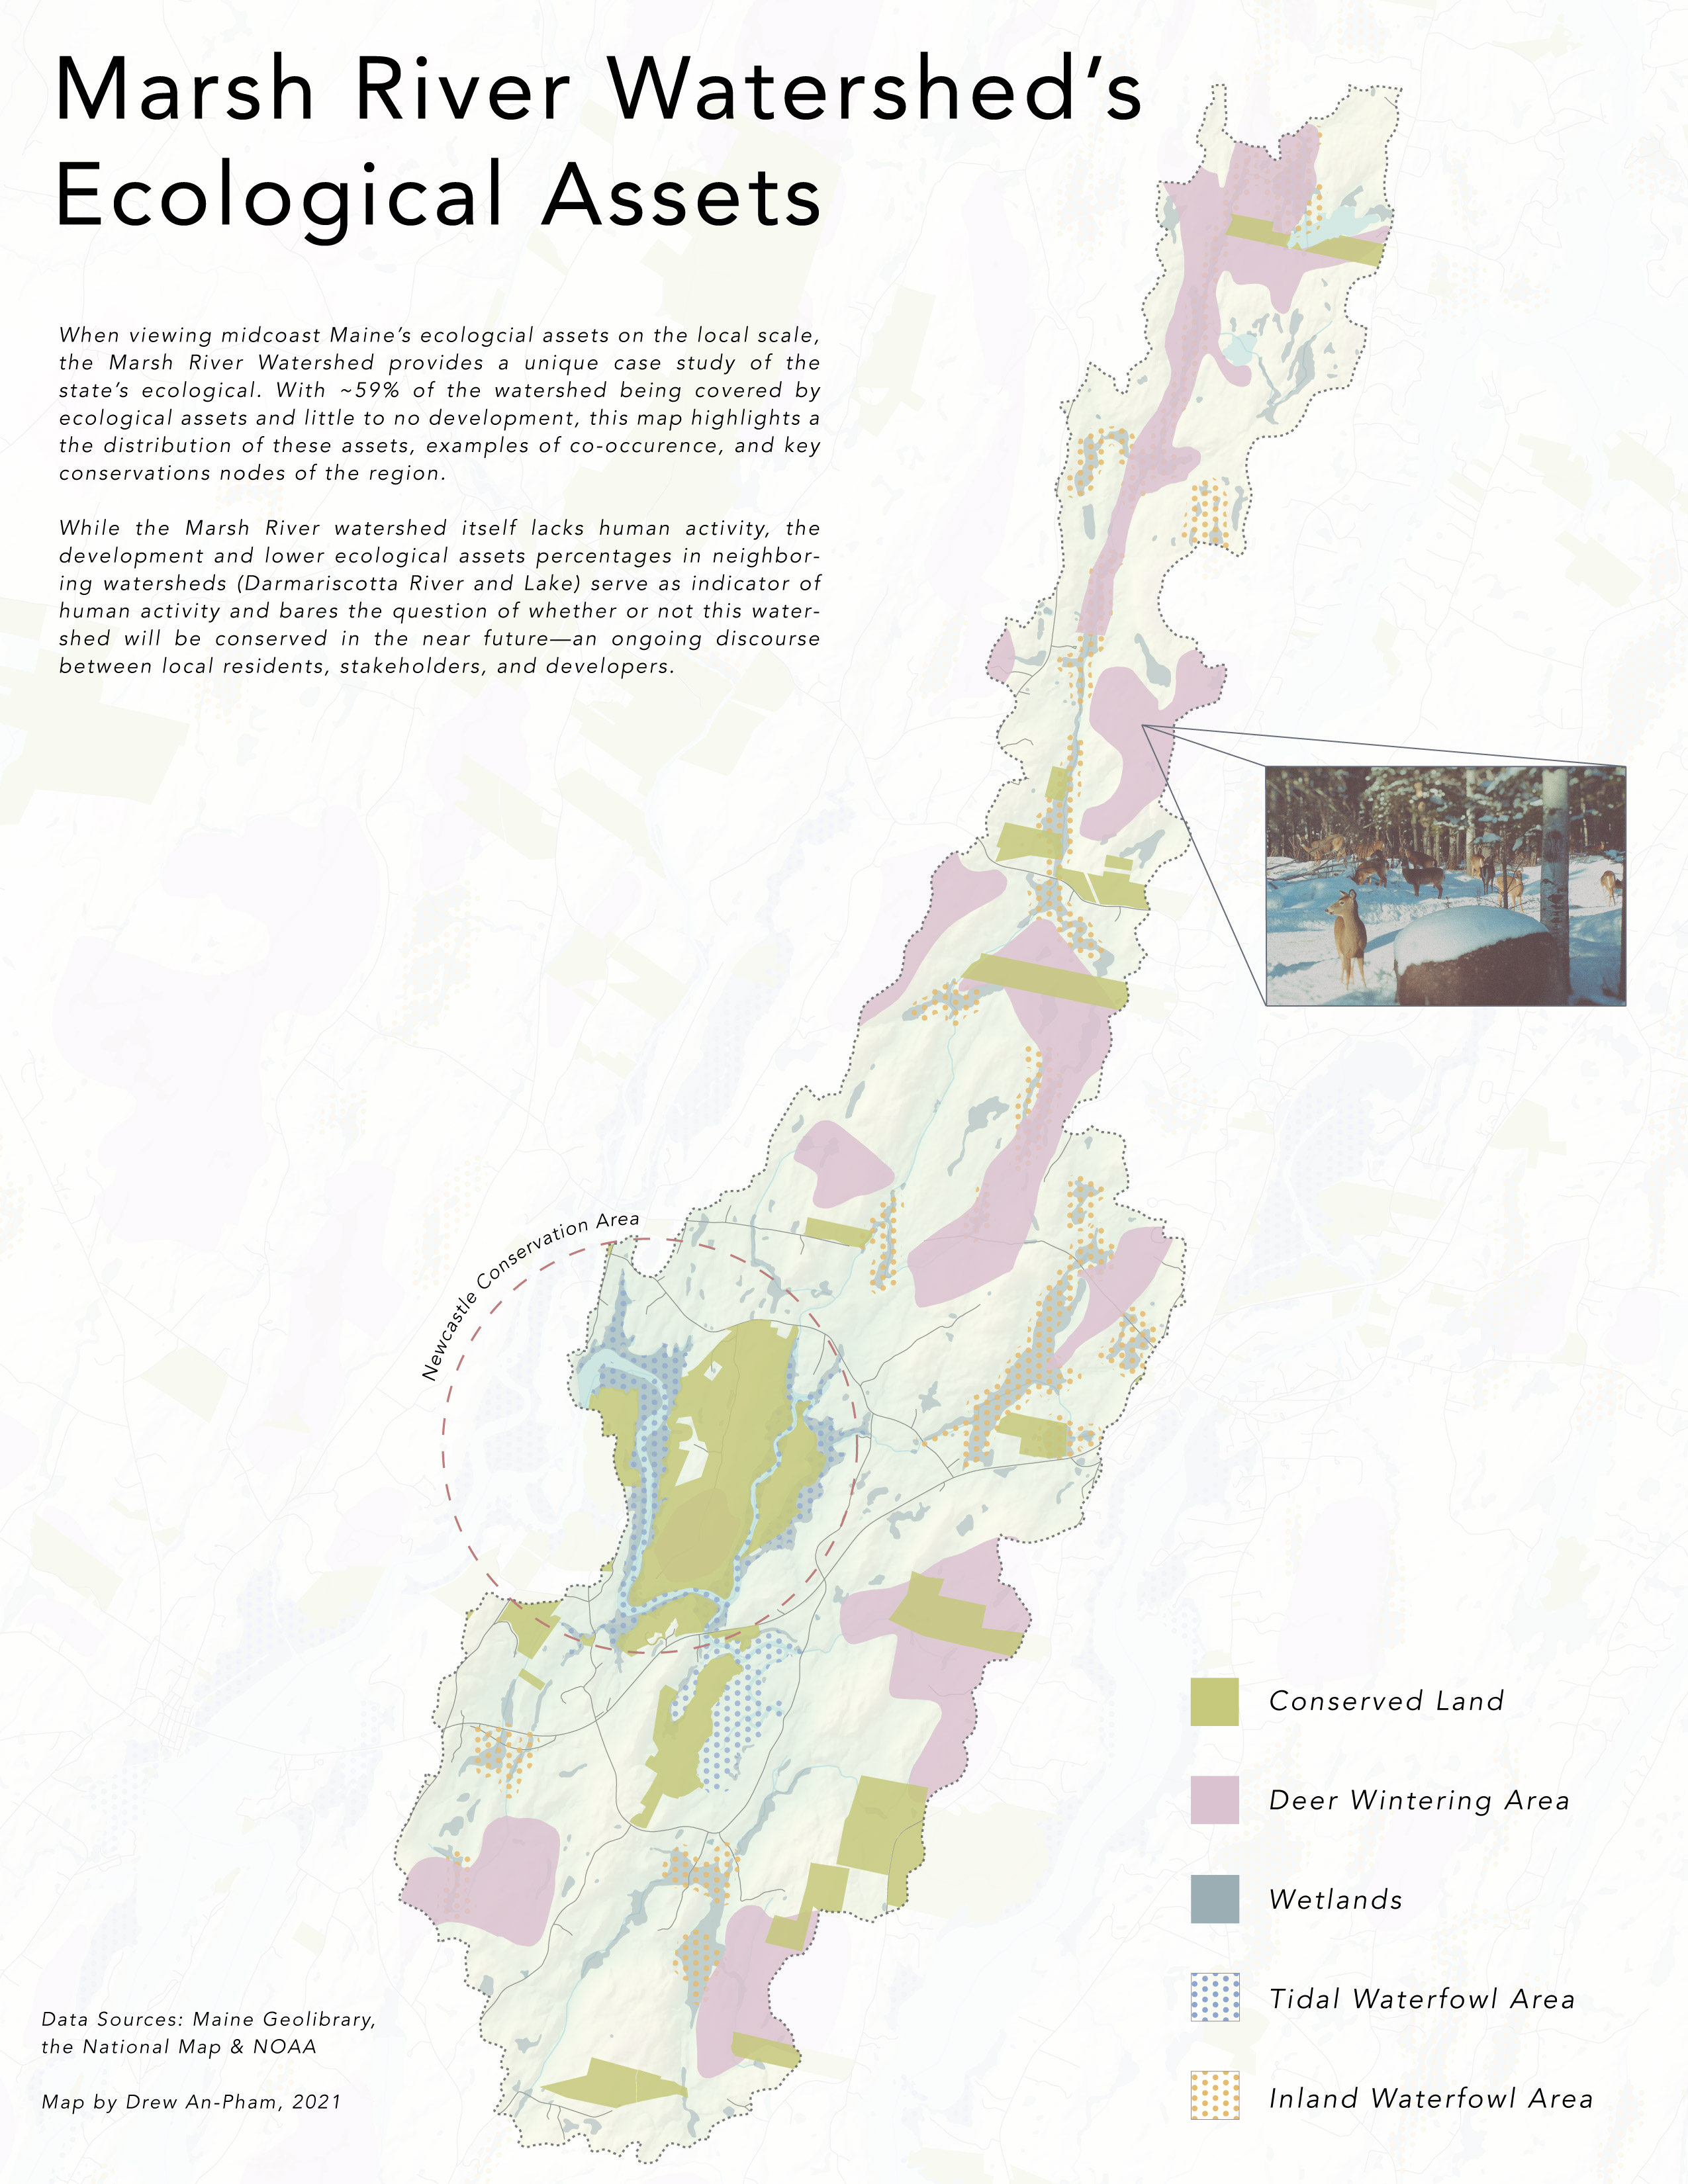 Marsh River Watershed's
Ecological Assets
When viewing midcoast Maine's ecologcial assets on the local scale,
the Marsh River Watershed provides a unique case study of the
state's ecological. With ~59% of the watershed being covered by
ecological assets and little to no development, this map highlights a
the distribution of these assets, examples of co-occurence, and key
conservations nodes of the region.
While the Marsh River watershed itself lacks human activity, the
development and lower ecological assets percentages in neighbor-
ing watersheds (Darmariscotta River and Lake) serve as indicator of
human activity and bares the question of whether or not this water-
shed will be conserved in the near future—an ongoing discourse
between local residents, stakeholders, and developers.
Newcastle Conservation Area
Conserved Land
Deer Wintering Area
Wetlands
Tidal Waterfowl Area
Inland Waterfowl Area
Data Sources: Maine Geolibrary,
the National Map & NOAA
Map by Drew An-Pham, 2021